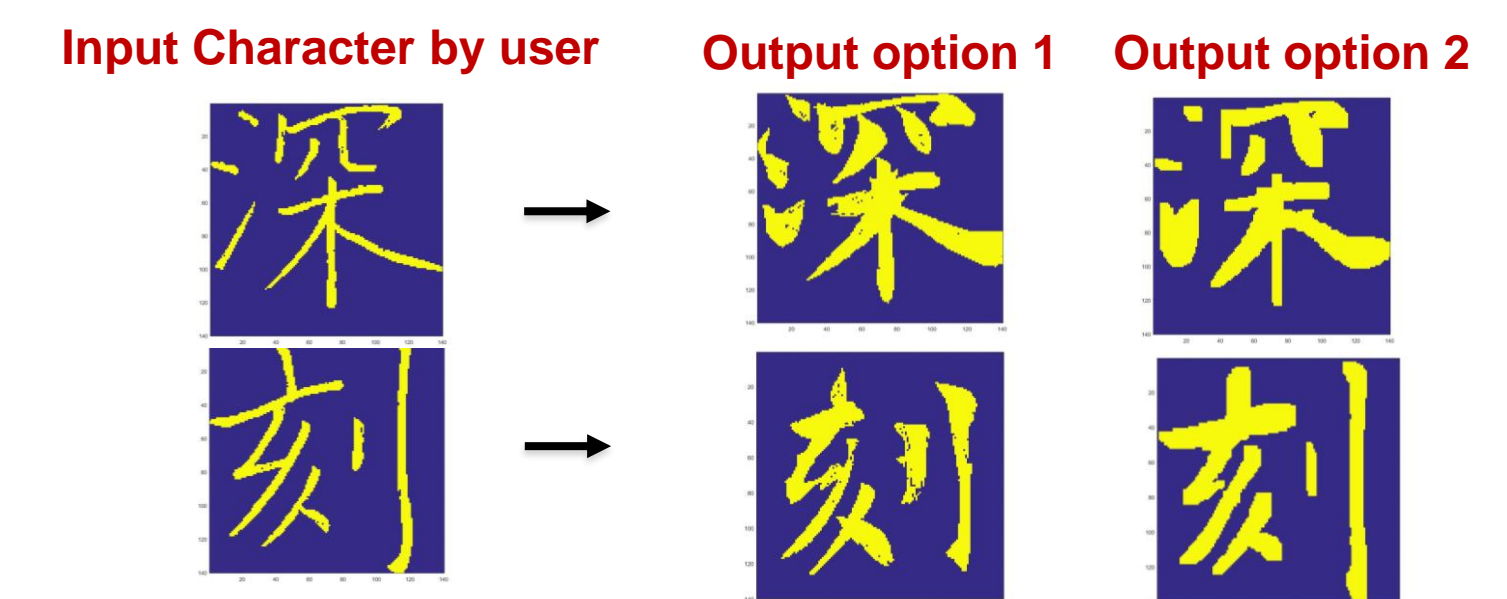 Input Character by user
Output option 1
Output option 2
深
深
深
刻
刻
刻